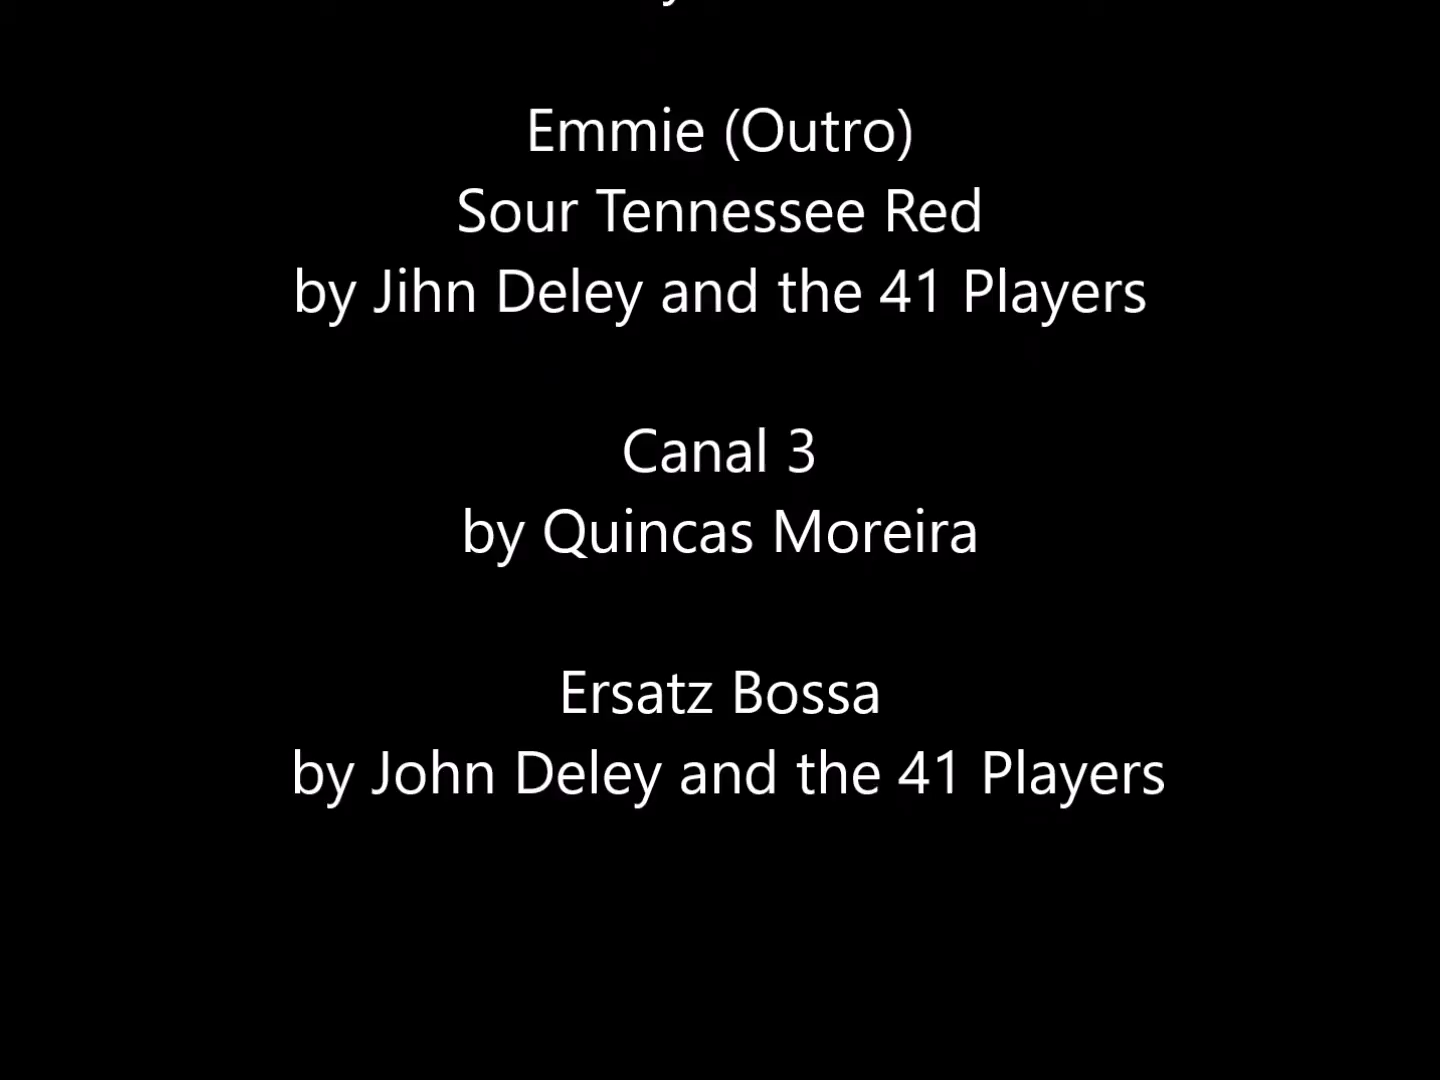 Emmie (Outro)
Sour Tennessee Red
by Jihn Deley and the 41 Players
Canal 3
by Quincas Moreira
Ersatz Bossa
by John Deley and the 41 Players